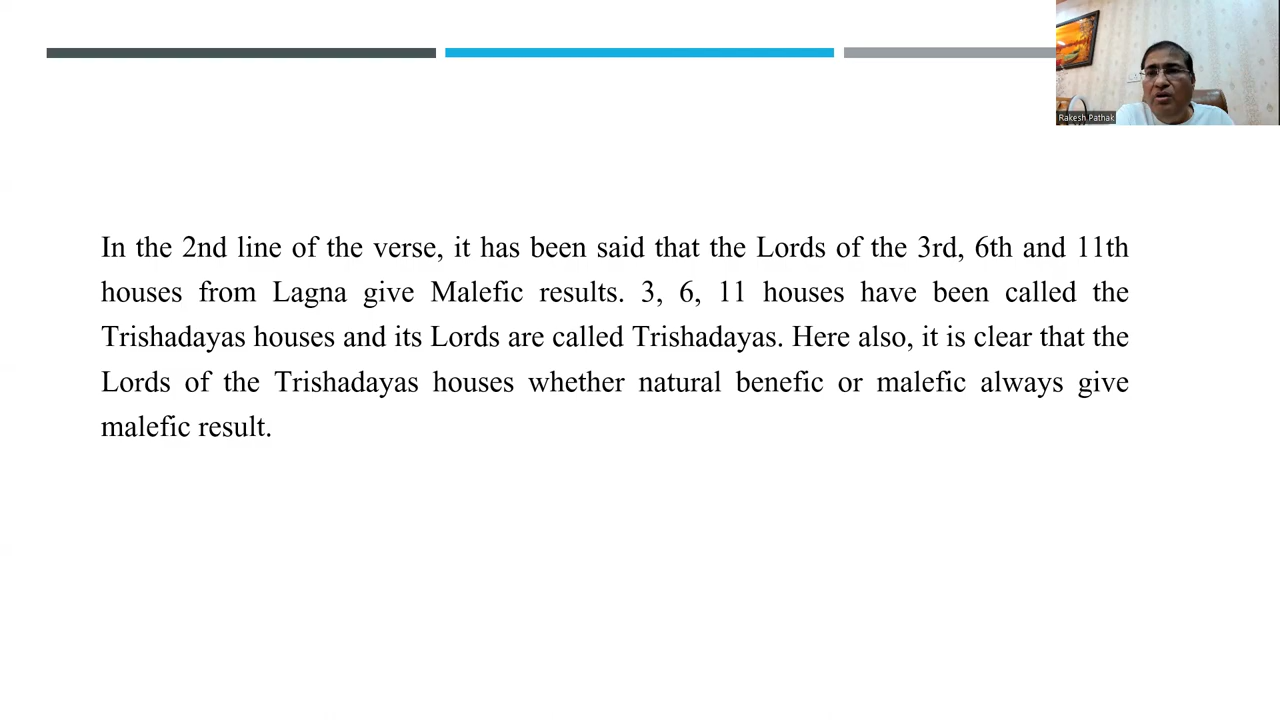 Rakesh Pathak
In the 2nd line of the verse, it has been said that the Lords of the 3rd, 6th and 11th
houses from Lagna give Malefic results. 3, 6, 11 houses have been called the
Trishadayas houses and its Lords are called Trishadayas. Here also, it is clear that the
Lords of the Trishadayas houses whether natural benefic or malefic always give
malefic result.